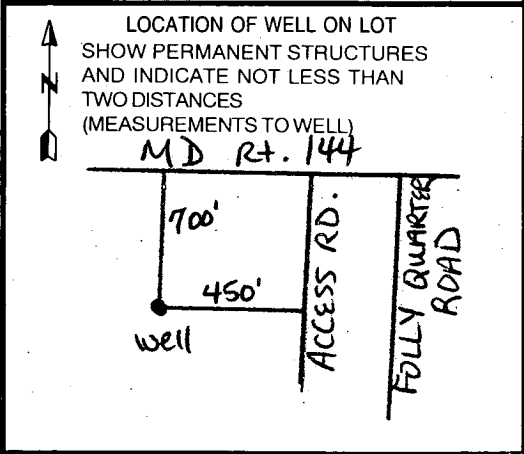 LOCATION OF WELL ON LOT
SHOW PERMANENT STRUCTURES
AND INDICATE NOT LESS THAN
TWO DISTANCES
(MEASUREMENTS TO WELL)
N
MD Rt. 144
700'
450'
well
ACCESS RD.
FOLLY QUARTER
ROAD